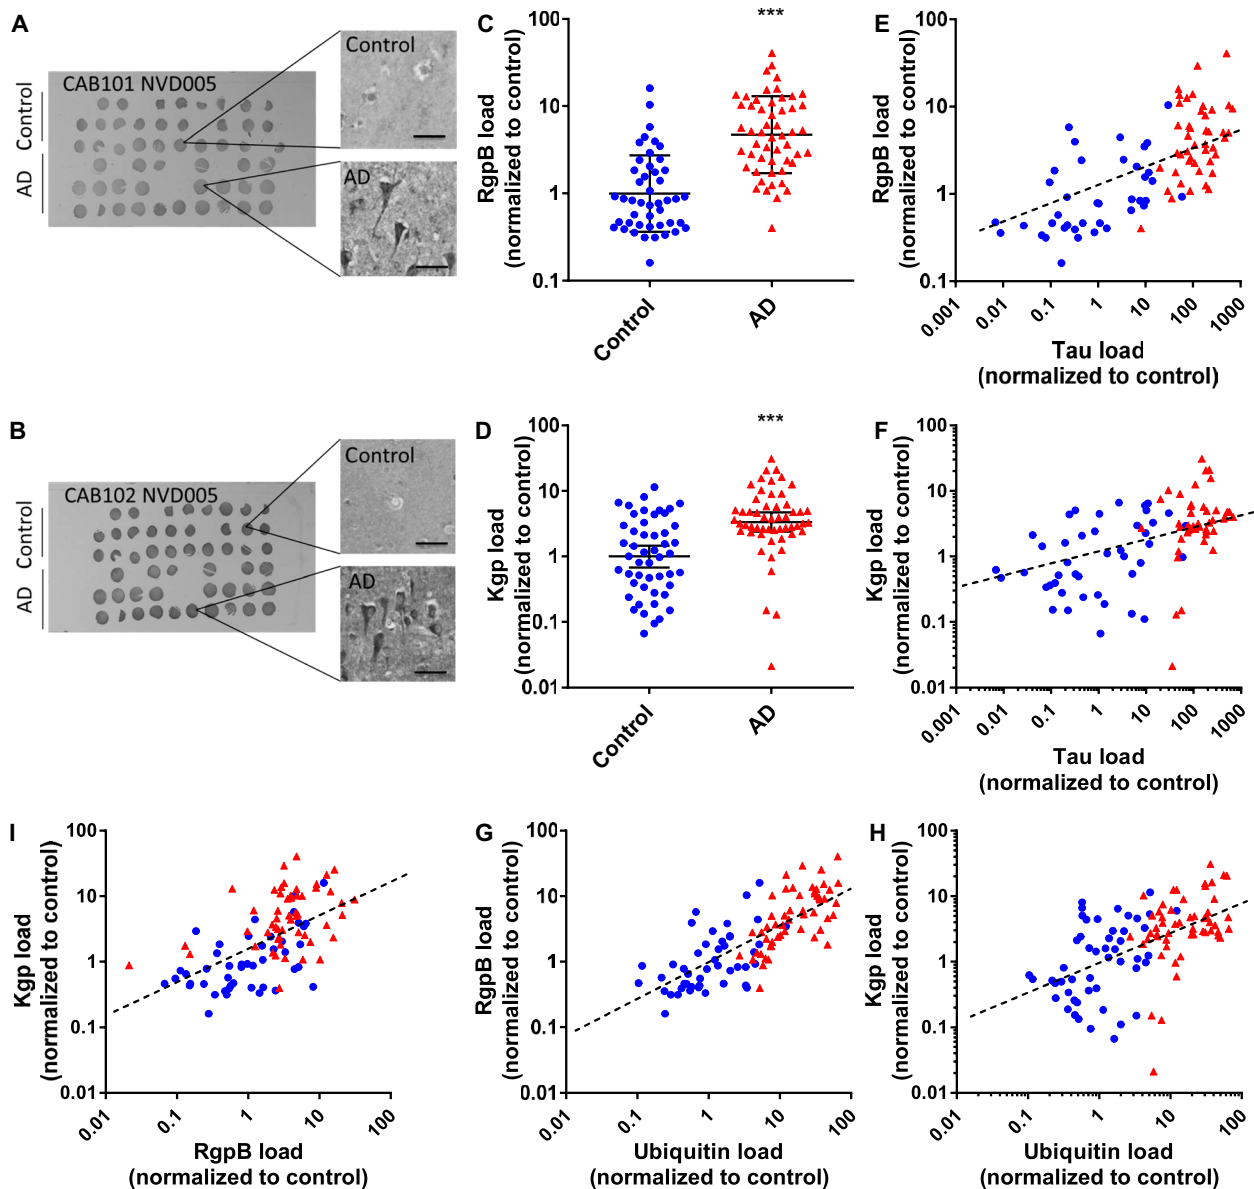 A
CAB101 NVD005
Control
AD
Control
AD
C
***
RgpB load
(normalized to control)
100
10
1
0.1
Control
AD
E
RgpB load
(normalized to control)
100
10
1
0.1
0.001
0.01
0.1
1
10
100
1000
Tau load
(normalized to control)
B
CAB102 NVD005
Control
AD
Control
AD
D
***
Kgp load
(normalized to control)
100
10
1
0.1
0.01
Control
AD
F
Kgp load
(normalized to control)
100
10
1
0.1
0.01
0.001
0.01
0.1
1
10
100
1000
Tau load
(normalized to control)
I
Kgp load
(normalized to control)
100
10
1
0.1
0.01
0.01
0.1
1
10
100
RgpB load
(normalized to control)
G
RgpB load
(normalized to control)
100
10
1
0.1
0.01
0.01
0.1
1
10
100
Ubiquitin load
(normalized to control)
H
Kgp load
(normalized to control)
100
10
1
0.1
0.01
0.01
0.1
1
10
100
Ubiquitin load
(normalized to control)